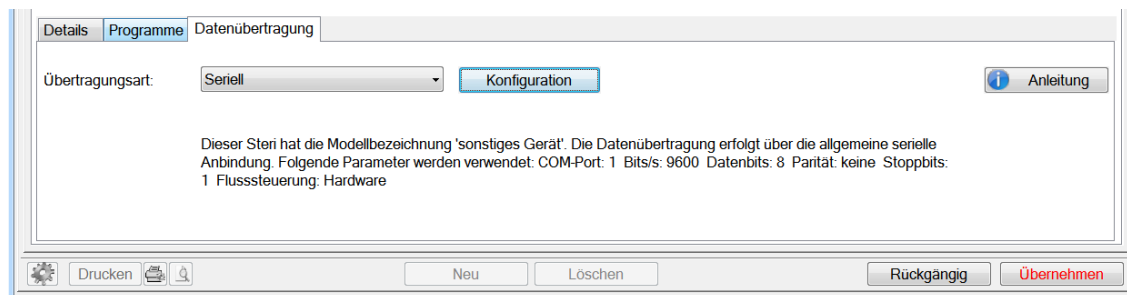 Details Programme Datenübertragung
Übertragungsart: Seriell Konfiguration Anleitung
Dieser Steri hat die Modellbezeichnung 'sonstiges Gerät'. Die Datenübertragung erfolgt über die allgemeine serielle
Anbindung. Folgende Parameter werden verwendet: COM-Port: 1 Bits/s: 9600 Datenbits: 8 Parität: keine Stoppbits:
1 Flusssteuerung: Hardware
Drucken Neu Löschen Rückgängig Übernehmen